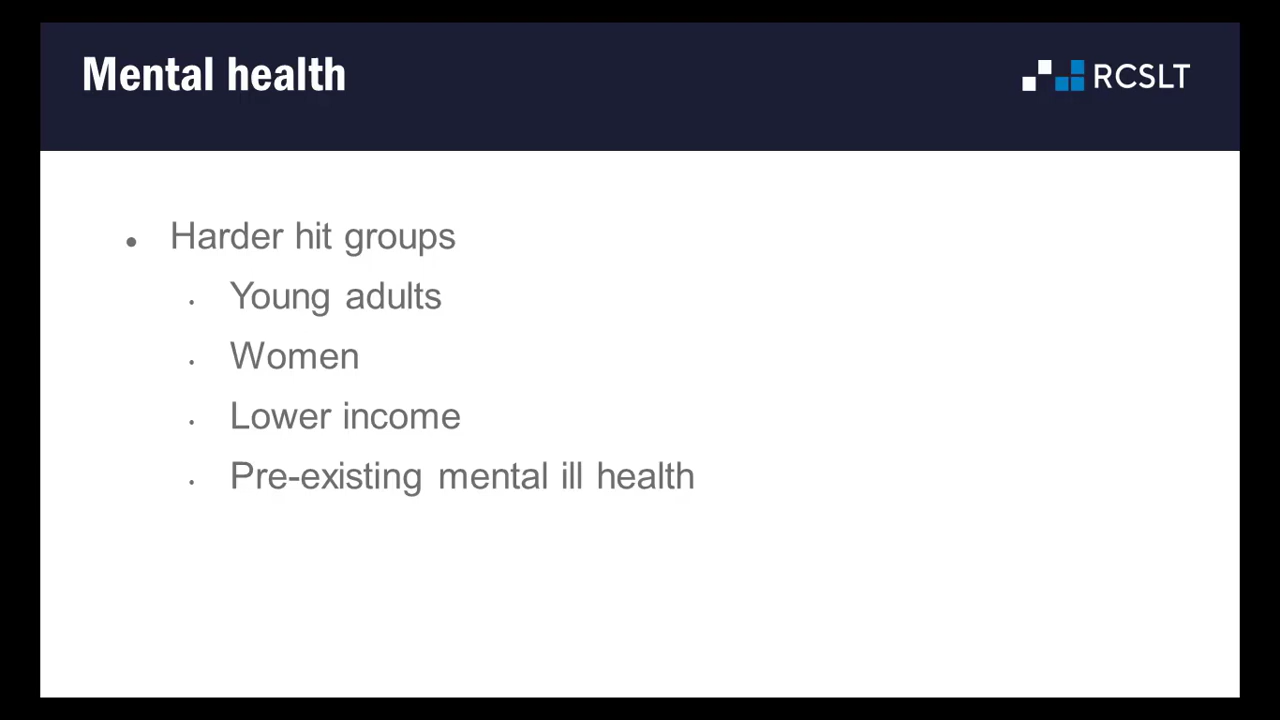 Mental health
RCSLT
• Harder hit groups
• Young adults
• Women
• Lower income
• Pre-existing mental ill health